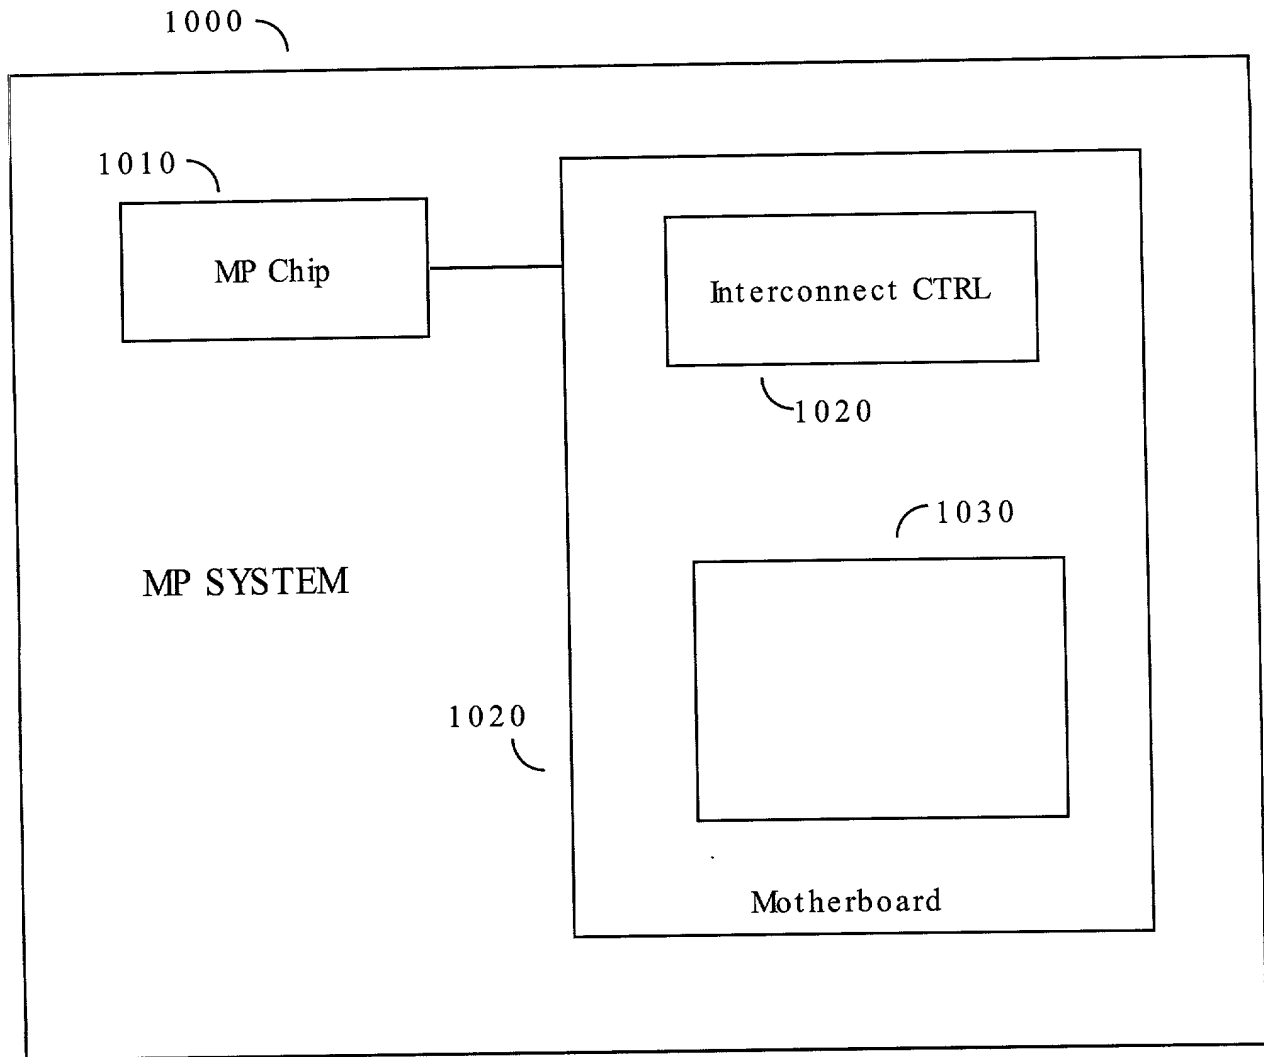 1000
1010
MP Chip
Interconnect CTRL
1020
1030
MP SYSTEM
1020
Motherboard